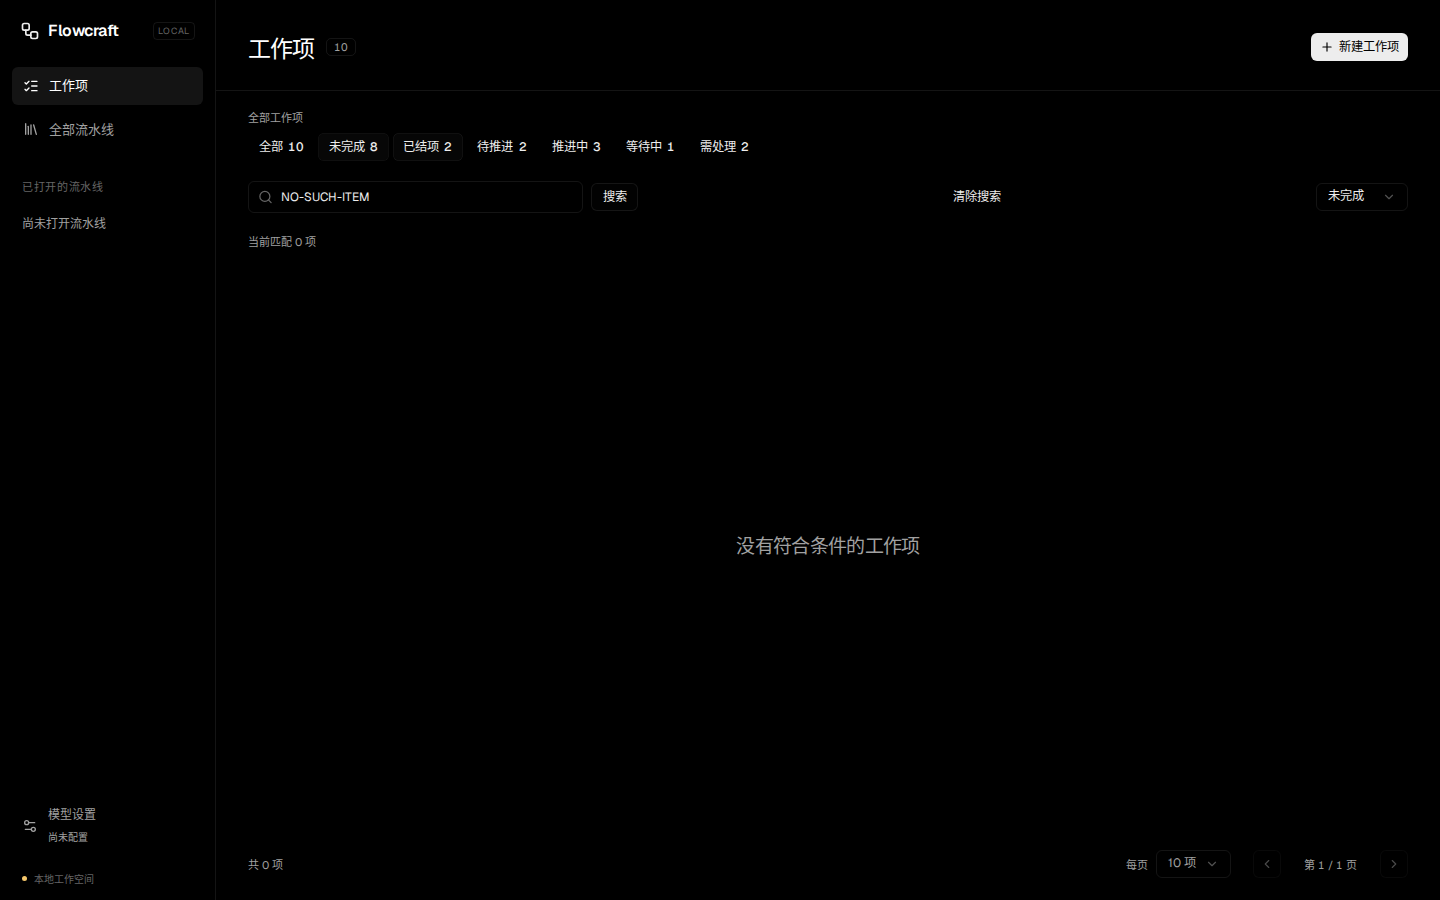 Flowcraft LOCAL
工作项
全部流水线
已打开的流水线
尚未打开流水线
模型设置
尚未配置
本地工作空间
工作项 10
新建工作项
全部工作项
全部 10 未完成 8 已结项 2 待推进 2 推进中 3 等待中 1 需处理 2
NO-SUCH-ITEM 搜索 清除搜索 未完成
当前匹配 0 项
没有符合条件的工作项
共 0 项 每页 10 项 第 1 / 1 页